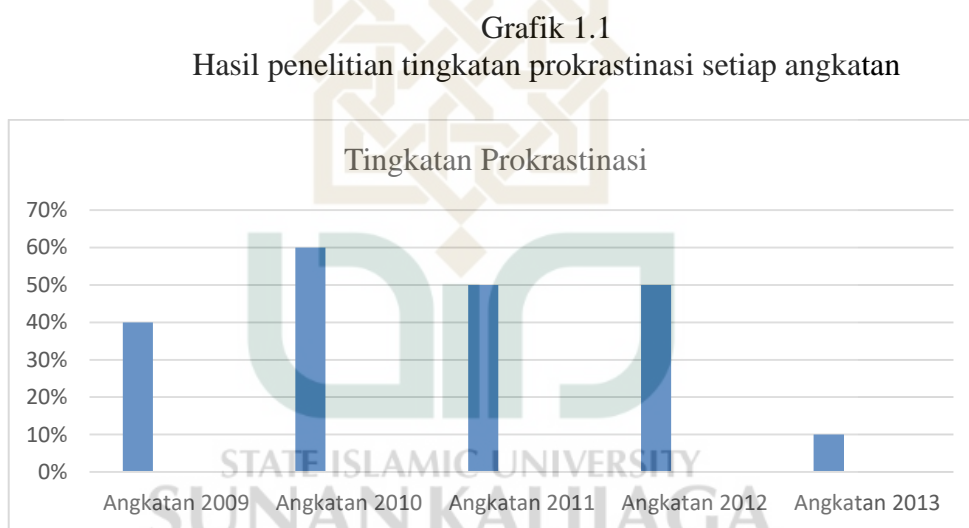 Grafik 1.1
Hasil penelitian tingkatan prokrastinasi setiap angkatan
Tingkatan Prokrastinasi
70%
60%
50%
40%
30%
20%
10%
0%
Angkatan 2009 Angkatan 2010 Angkatan 2011 Angkatan 2012 Angkatan 2013
STATE ISLAMIC UNIVERSITY
SUNAN KALIJAGA